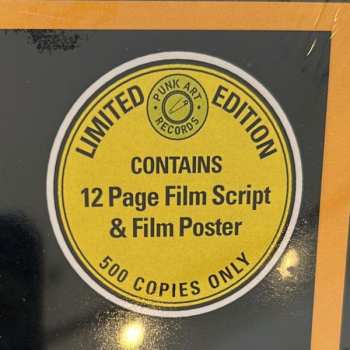 LIMITED EDITION
PUNK ART
RECORDS
CONTAINS
12 Page Film Script
& Film Poster
500 COPIES ONLY